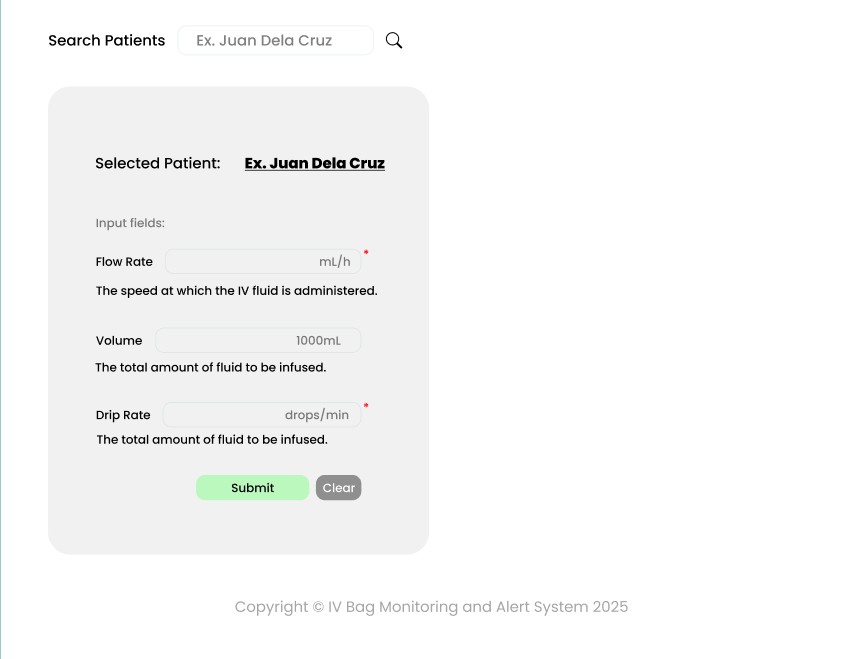 Search Patients Ex. Juan Dela Cruz
Selected Patient: Ex. Juan Dela Cruz
Input fields:
Flow Rate mL/h *
The speed at which the IV fluid is administered.
Volume 1000mL
The total amount of fluid to be infused.
Drip Rate drops/min *
The total amount of fluid to be infused.
Submit Clear
Copyright © IV Bag Monitoring and Alert System 2025